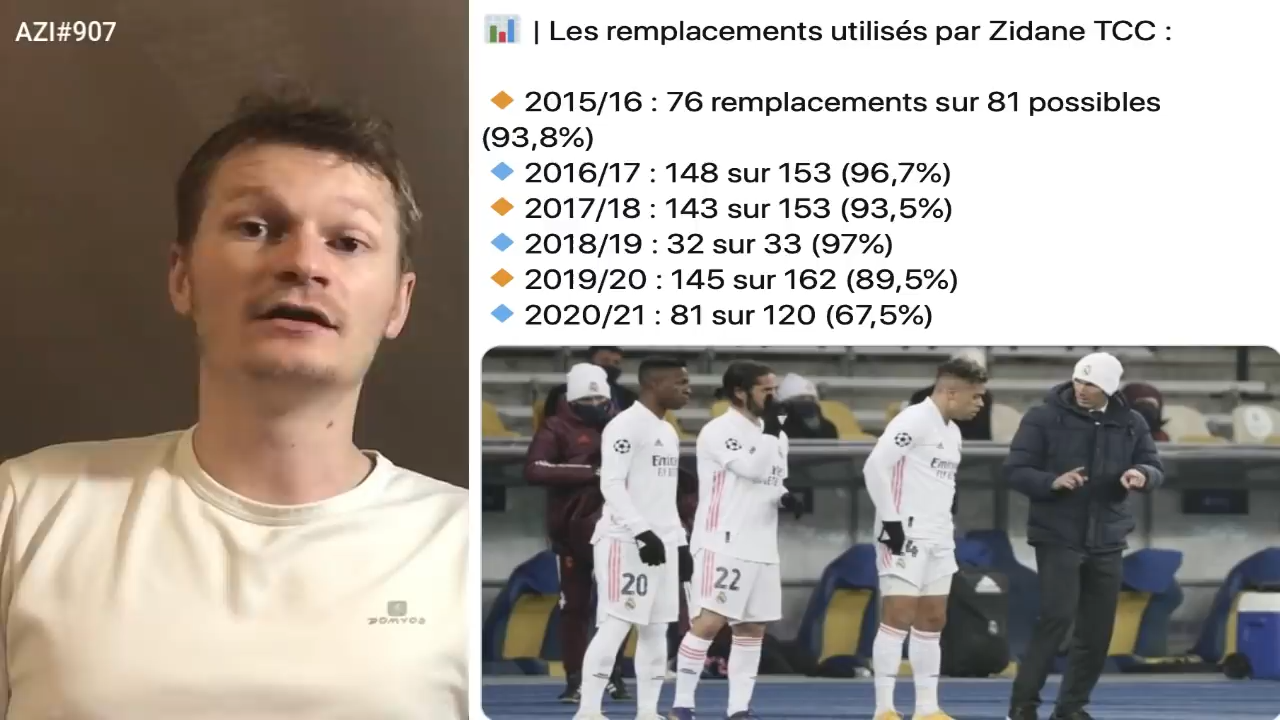 AZI#907
📊 | Les remplacements utilisés par Zidane TCC :
🔸 2015/16 : 76 remplacements sur 81 possibles
(93,8%)
🔹 2016/17 : 148 sur 153 (96,7%)
🔸 2017/18 : 143 sur 153 (93,5%)
🔹 2018/19 : 32 sur 33 (97%)
🔸 2019/20 : 145 sur 162 (89,5%)
🔹 2020/21 : 81 sur 120 (67,5%)
DOMYOS
20
22
24